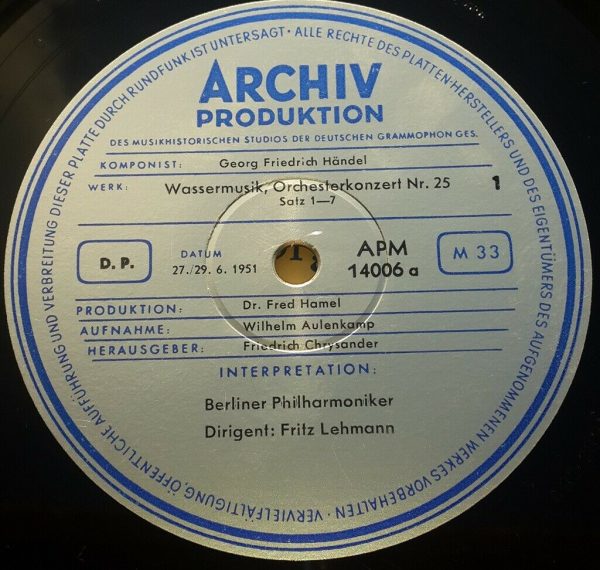 ARCHIV
PRODUKTION
DES MUSIKHISTORISCHEN STUDIOS DER DEUTSCHEN GRAMMOPHON GES.
KOMPONIST: Georg Friedrich Händel
WERK: Wassermusik, Orchesterkonzert Nr. 25 1
Satz 1—7
D. P. DATUM APM M 33
27./29. 6. 1951 14006 a
PRODUKTION: Dr. Fred Hamel
AUFNAHME: Wilhelm Aulenkamp
HERAUSGEBER: Friedrich Chrysander
INTERPRETATION:
Berliner Philharmoniker
Dirigent: Fritz Lehmann
ALLE RECHTE DES PLATTEN-HERSTELLERS UND DES EIGENTÜMERS DES AUFGENOMMENEN WERKES VORBEHALTEN · VERVIELFÄLTIGUNG, ÖFFENTLICHE AUFFÜHRUNG UND VERBREITUNG DIESER PLATTE DURCH RUNDFUNK IST UNTERSAGT ·